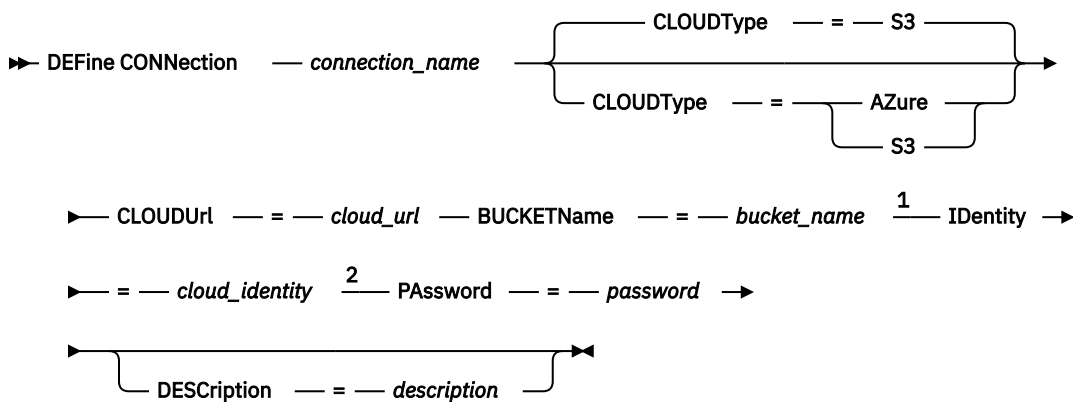 CLOUDType = S3
DEFine CONNection connection_name
CLOUDType = AZure
S3
CLOUDUrl = cloud_url BUCKETName = bucket_name 1 IDentity
= cloud_identity 2 PAssword = password
DESCription = description